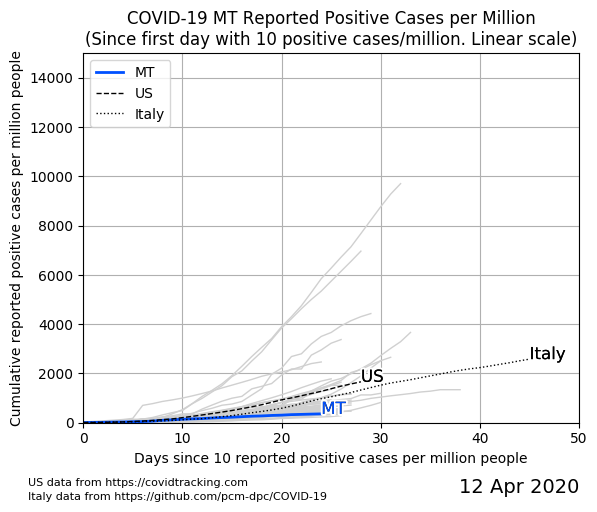 COVID-19 MT Reported Positive Cases per Million
(Since first day with 10 positive cases/million. Linear scale)
Cumulative reported positive cases per million people
14000
12000
10000
8000
6000
4000
2000
0
MT
US
Italy
Italy
US
MT
0 10 20 30 40 50
Days since 10 reported positive cases per million people
US data from https://covidtracking.com
Italy data from https://github.com/pcm-dpc/COVID-19
12 Apr 2020